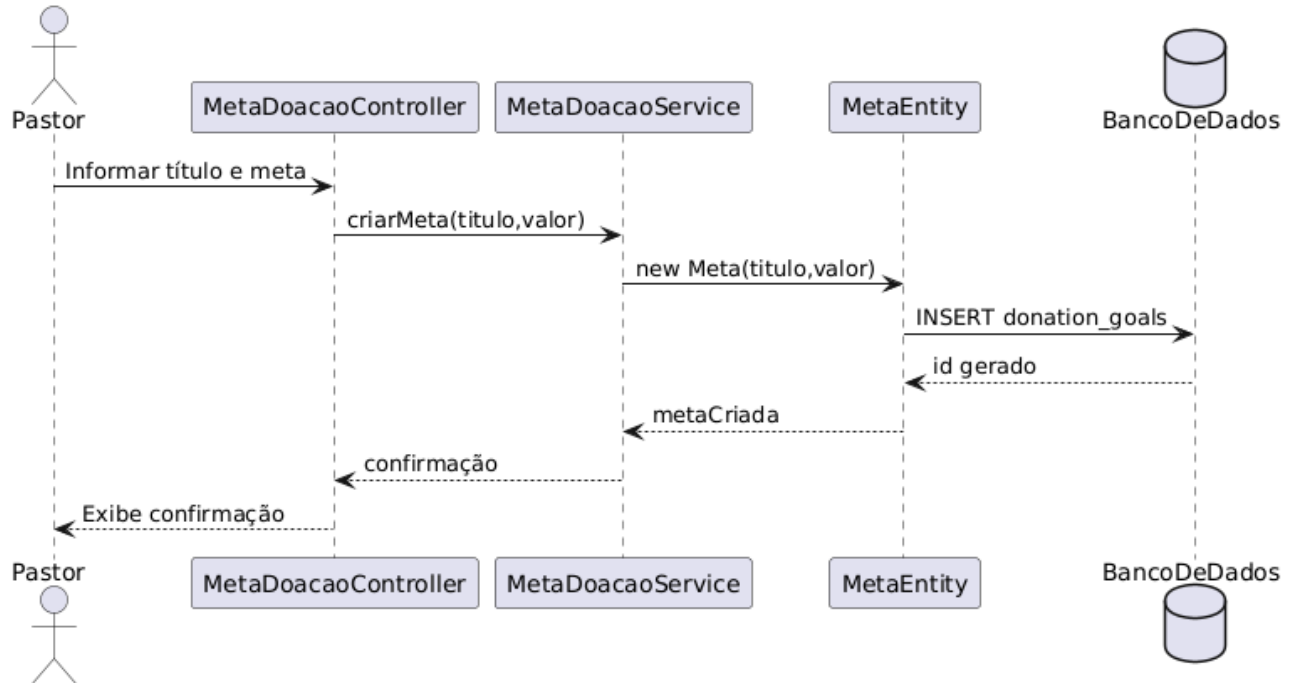 Pastor
MetaDoacaoController
MetaDoacaoService
MetaEntity
BancoDeDados
Informar título e meta
criarMeta(titulo,valor)
new Meta(titulo,valor)
INSERT donation_goals
id gerado
metaCriada
confirmação
Exibe confirmação
Pastor
MetaDoacaoController
MetaDoacaoService
MetaEntity
BancoDeDados